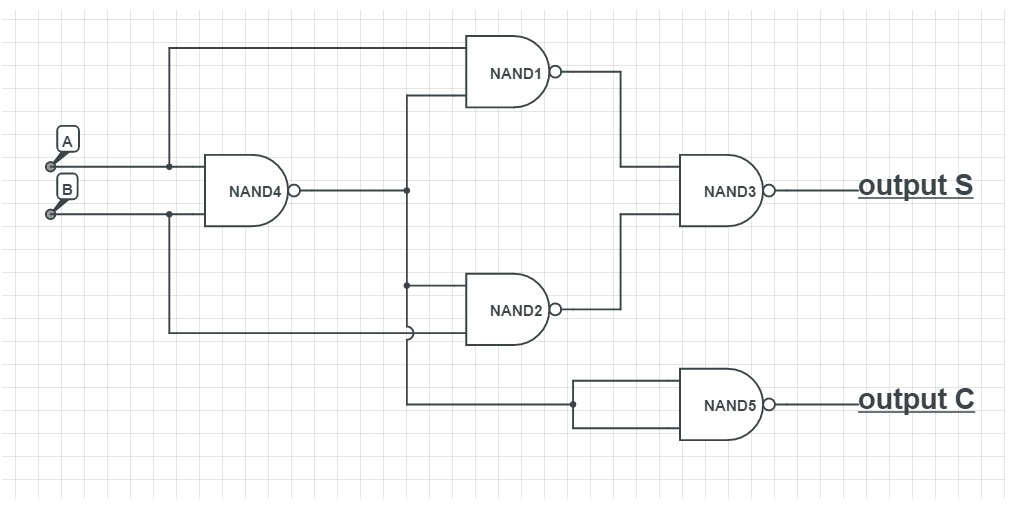 NAND1
A
B
NAND4
NAND3
output S
NAND2
NAND5
output C